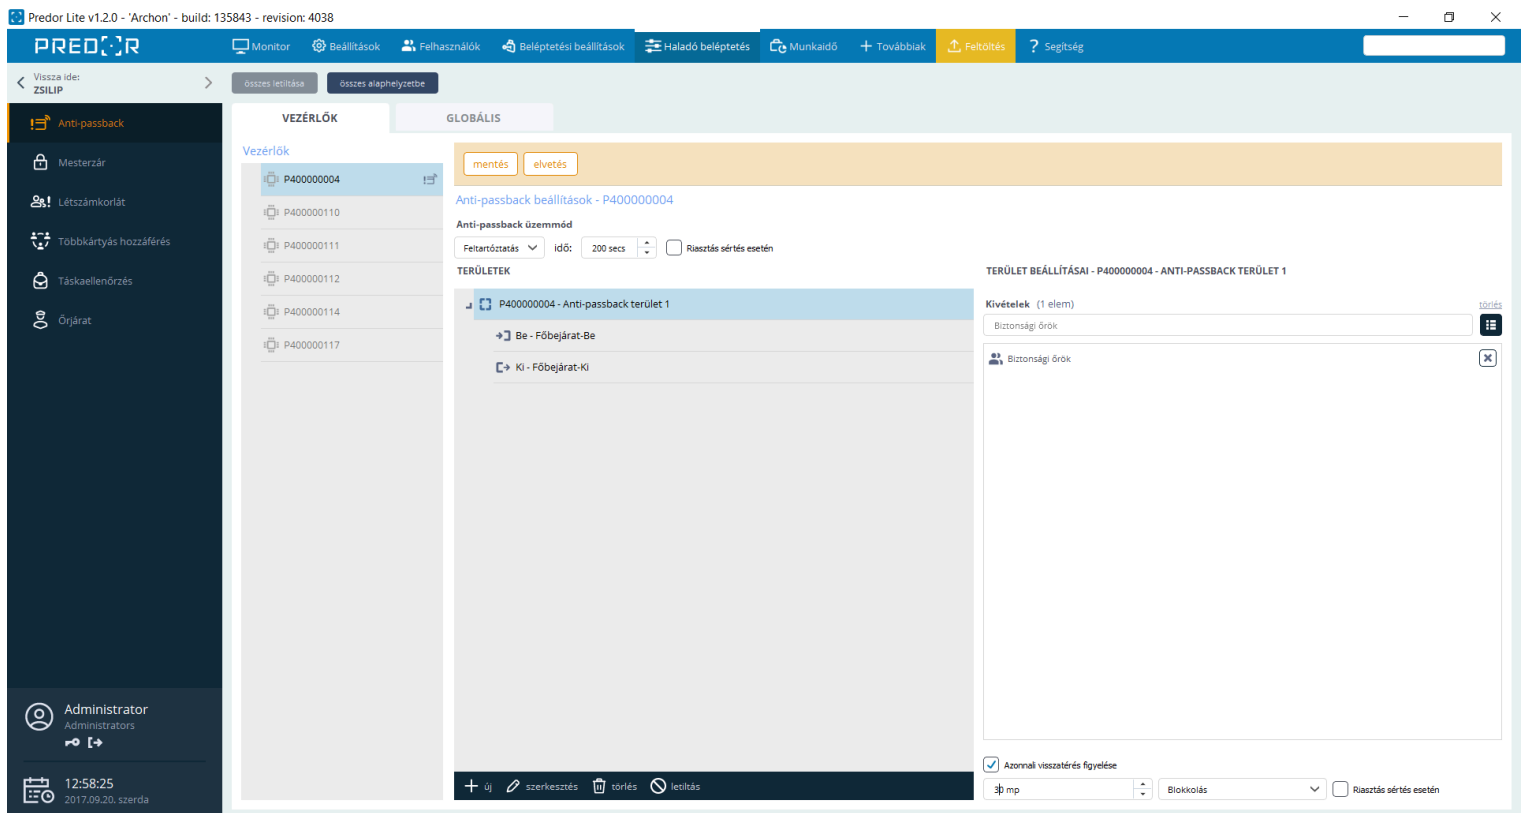 Predor Lite v1.2.0 - 'Archon' - build: 135843 - revision: 4038
PREDOR
Monitor Beállítások Felhasználók Beléptetési beállítások Haladó beléptetés Munkaidő Továbbiak Feltöltés ? Segítség
Vissza ide:
ZSILIP
összes letiltása összes alaphelyzetbe
Anti-passback
Mesterzár
Létszámkorlát
Többkártyás hozzáférés
Táskaellenőrzés
Őrjárat
Administrator
Administrators
12:58:25
2017.09.20. szerda
VEZÉRLŐK GLOBÁLIS
Vezérlők
P400000004
P400000110
P400000111
P400000112
P400000114
P400000117
mentés elvetés
Anti-passback beállítások - P400000004
Anti-passback üzemmód
Feltartóztatás idő: 200 secs Riasztás sértés esetén
TERÜLETEK
P400000004 - Anti-passback terület 1
Be - Főbejárat-Be
Ki - Főbejárat-Ki
új szerkesztés törlés letiltás
TERÜLET BEÁLLÍTÁSAI - P400000004 - ANTI-PASSBACK TERÜLET 1
Kivételek (1 elem) törlés
Biztonsági őrök
Biztonsági őrök
Azonnali visszatérés figyelése
30 mp Blokkolás Riasztás sértés esetén